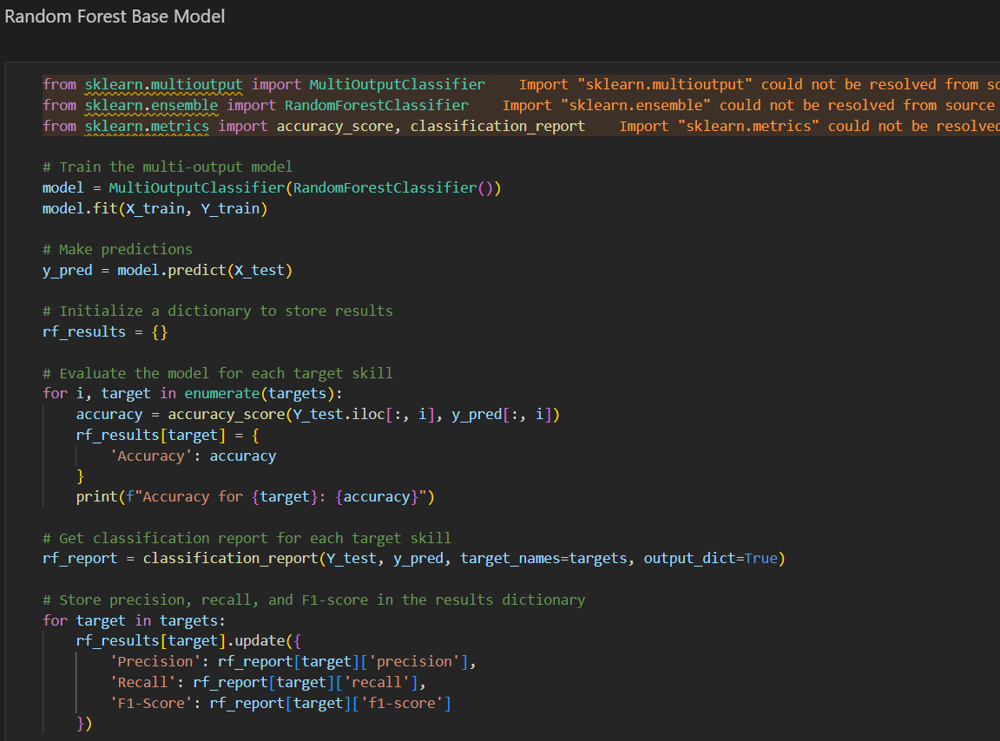 Random Forest Base Model
from sklearn.multioutput import MultiOutputClassifier    Import "sklearn.multioutput" could not be resolved from
from sklearn.ensemble import RandomForestClassifier    Import "sklearn.ensemble" could not be resolved from source
from sklearn.metrics import accuracy_score, classification_report    Import "sklearn.metrics" could not be resolved
# Train the multi-output model
model = MultiOutputClassifier(RandomForestClassifier())
model.fit(X_train, Y_train)
# Make predictions
y_pred = model.predict(X_test)
# Initialize a dictionary to store results
rf_results = {}
# Evaluate the model for each target skill
for i, target in enumerate(targets):
    accuracy = accuracy_score(Y_test.iloc[:, i], y_pred[:, i])
    rf_results[target] = {
        'Accuracy': accuracy
    }
    print(f"Accuracy for {target}: {accuracy}")
# Get classification report for each target skill
rf_report = classification_report(Y_test, y_pred, target_names=targets, output_dict=True)
# Store precision, recall, and F1-score in the results dictionary
for target in targets:
    rf_results[target].update({
        'Precision': rf_report[target]['precision'],
        'Recall': rf_report[target]['recall'],
        'F1-Score': rf_report[target]['f1-score']
    })